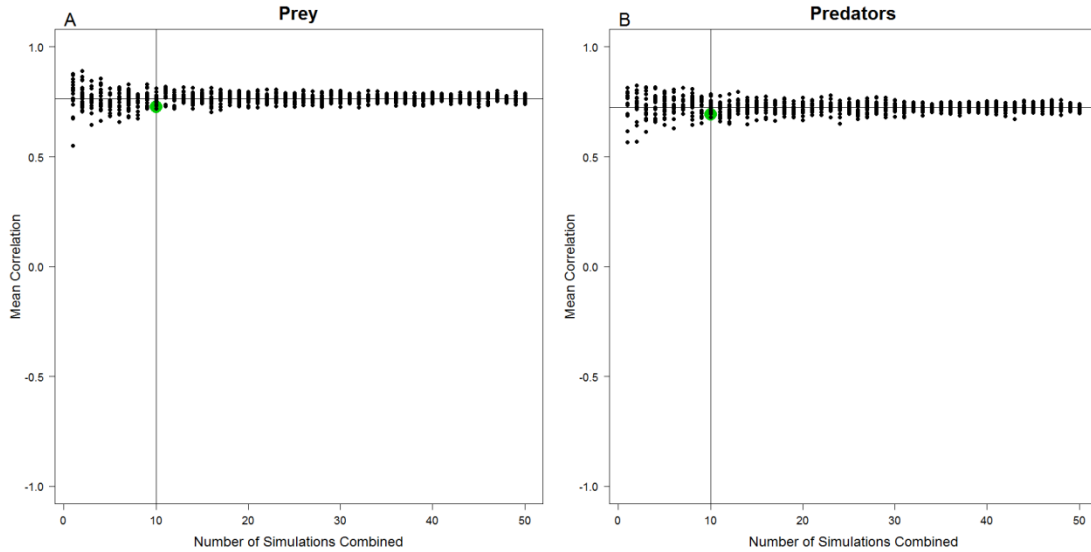 A
Prey
1.0
0.5
0.0
-0.5
-1.0
Mean Correlation
0 10 20 30 40 50
Number of Simulations Combined
B
Predators
1.0
0.5
0.0
-0.5
-1.0
Mean Correlation
0 10 20 30 40 50
Number of Simulations Combined